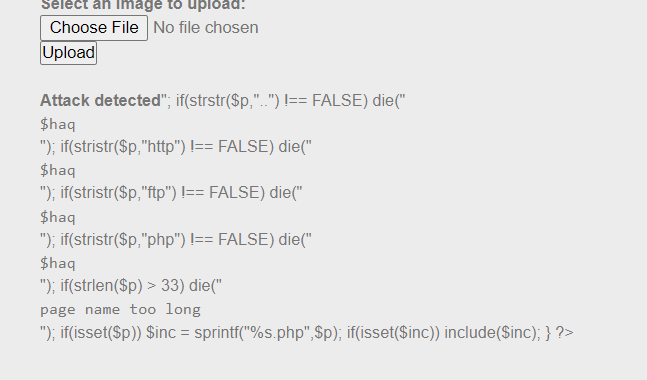 Select an image to upload:
Choose File No file chosen
Upload
Attack detected"; if(strstr($p,"..") !== FALSE) die("
$haq
"); if(stristr($p,"http") !== FALSE) die("
$haq
"); if(stristr($p,"ftp") !== FALSE) die("
$haq
"); if(stristr($p,"php") !== FALSE) die("
$haq
"); if(strlen($p) > 33) die("
page name too long
"); if(isset($p)) $inc = sprintf("%s.php",$p); if(isset($inc)) include($inc); } ?>